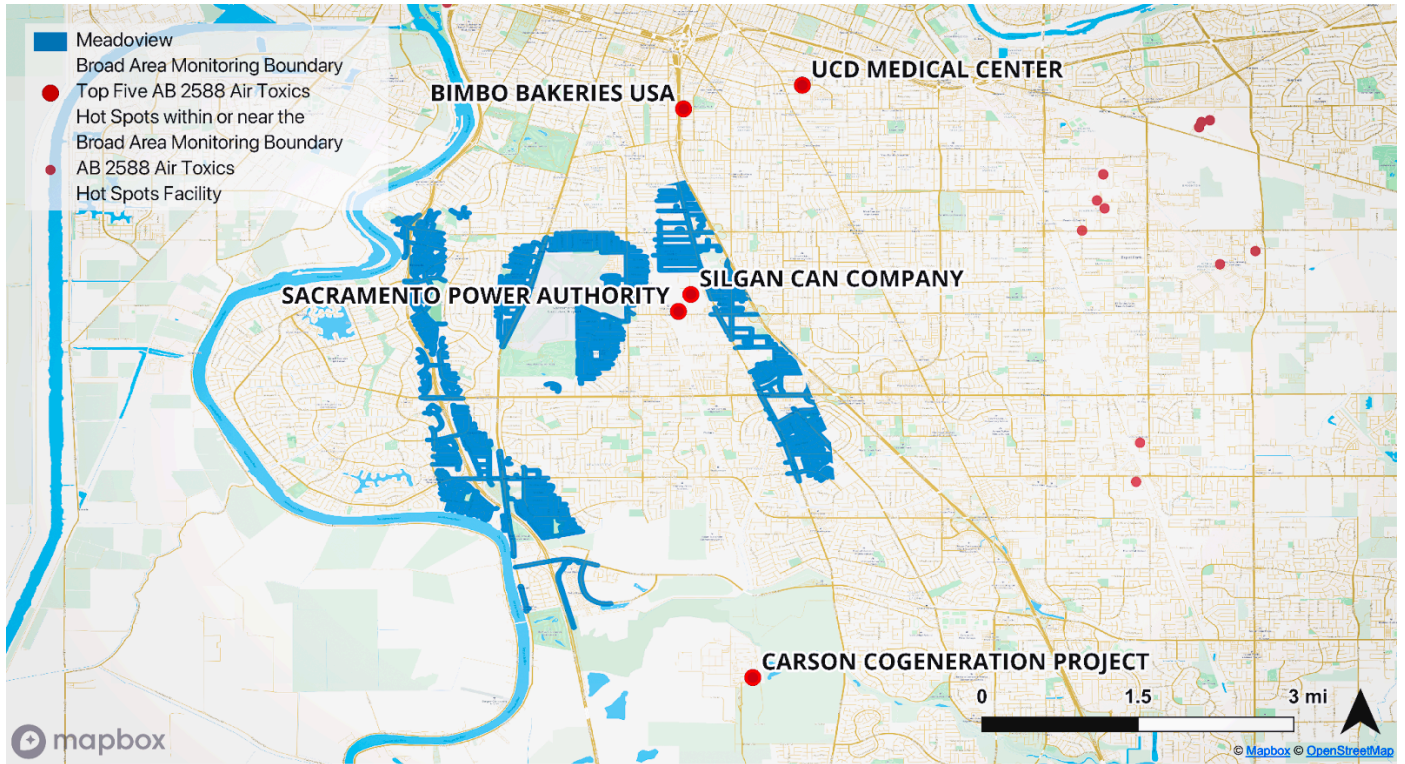 Meadoview
Broad Area Monitoring Boundary
Top Five AB 2588 Air Toxics
Hot Spots within or near the
Broad Area Monitoring Boundary
AB 2588 Air Toxics
Hot Spots Facility
UCD MEDICAL CENTER
BIMBO BAKERIES USA
SILGAN CAN COMPANY
SACRAMENTO POWER AUTHORITY
CARSON COGENERATION PROJECT
0 1.5 3 mi
mapbox
© Mapbox © OpenStreetMap